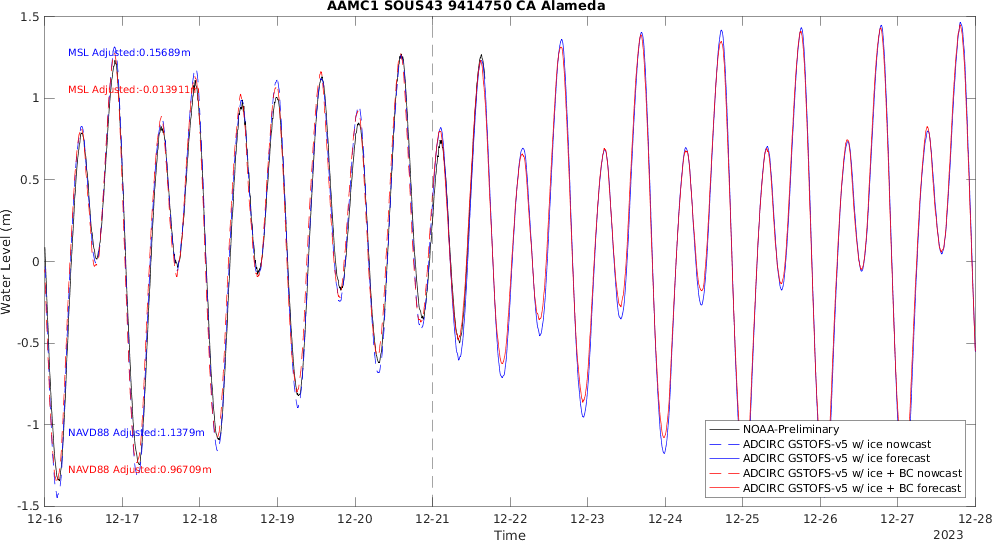 AAMC1 SOUS43 9414750 CA Alameda
1.5
1
0.5
0
-0.5
-1
-1.5
Water Level (m)
MSL Adjusted:0.15689m
MSL Adjusted:-0.013911m
NAVD88 Adjusted:1.1379m
NAVD88 Adjusted:0.96709m
NOAA-Preliminary
ADCIRC GSTOFS-v5 w/ ice nowcast
ADCIRC GSTOFS-v5 w/ ice forecast
ADCIRC GSTOFS-v5 w/ ice + BC nowcast
ADCIRC GSTOFS-v5 w/ ice + BC forecast
12-16 12-17 12-18 12-19 12-20 12-21 12-22 12-23 12-24 12-25 12-26 12-27 12-28
Time
2023